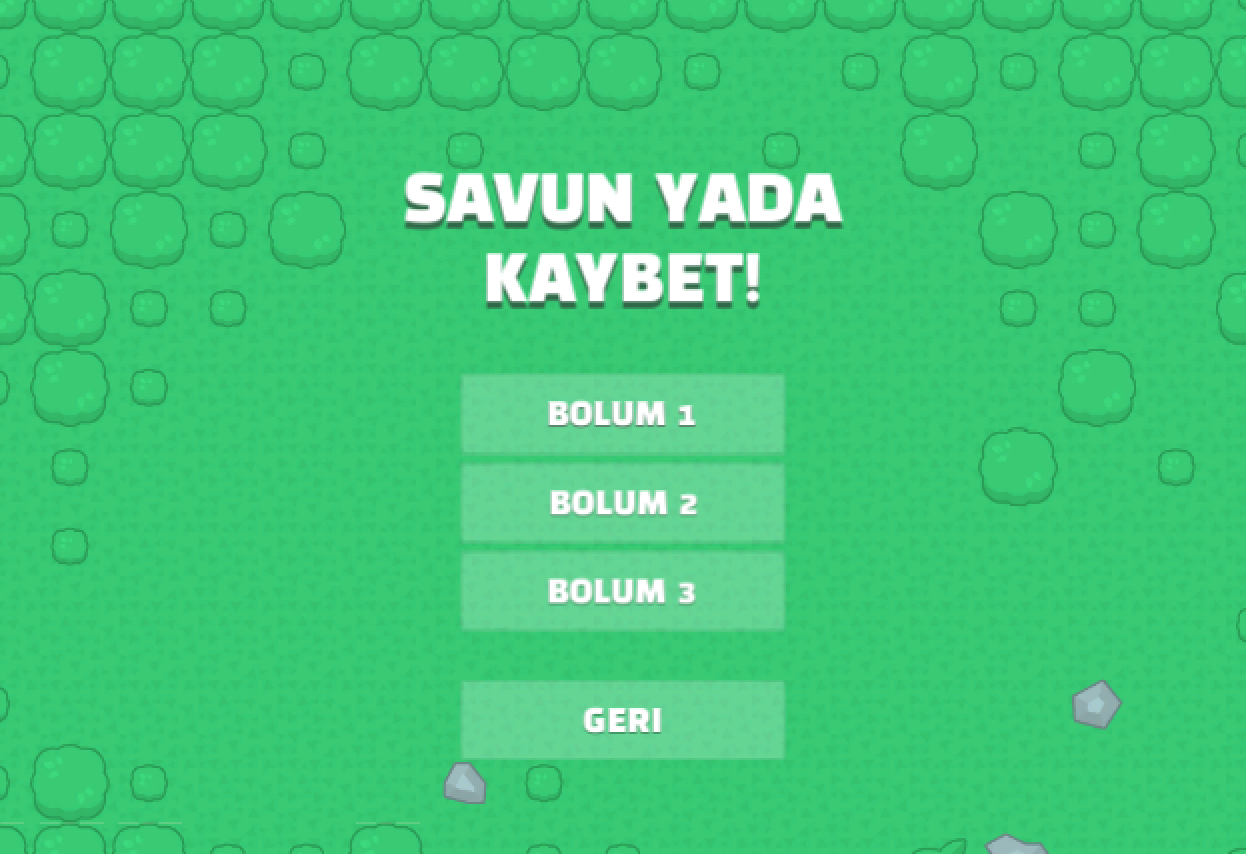 SAVUN YADA
KAYBET!
BOLUM 1
BOLUM 2
BOLUM 3
GERI